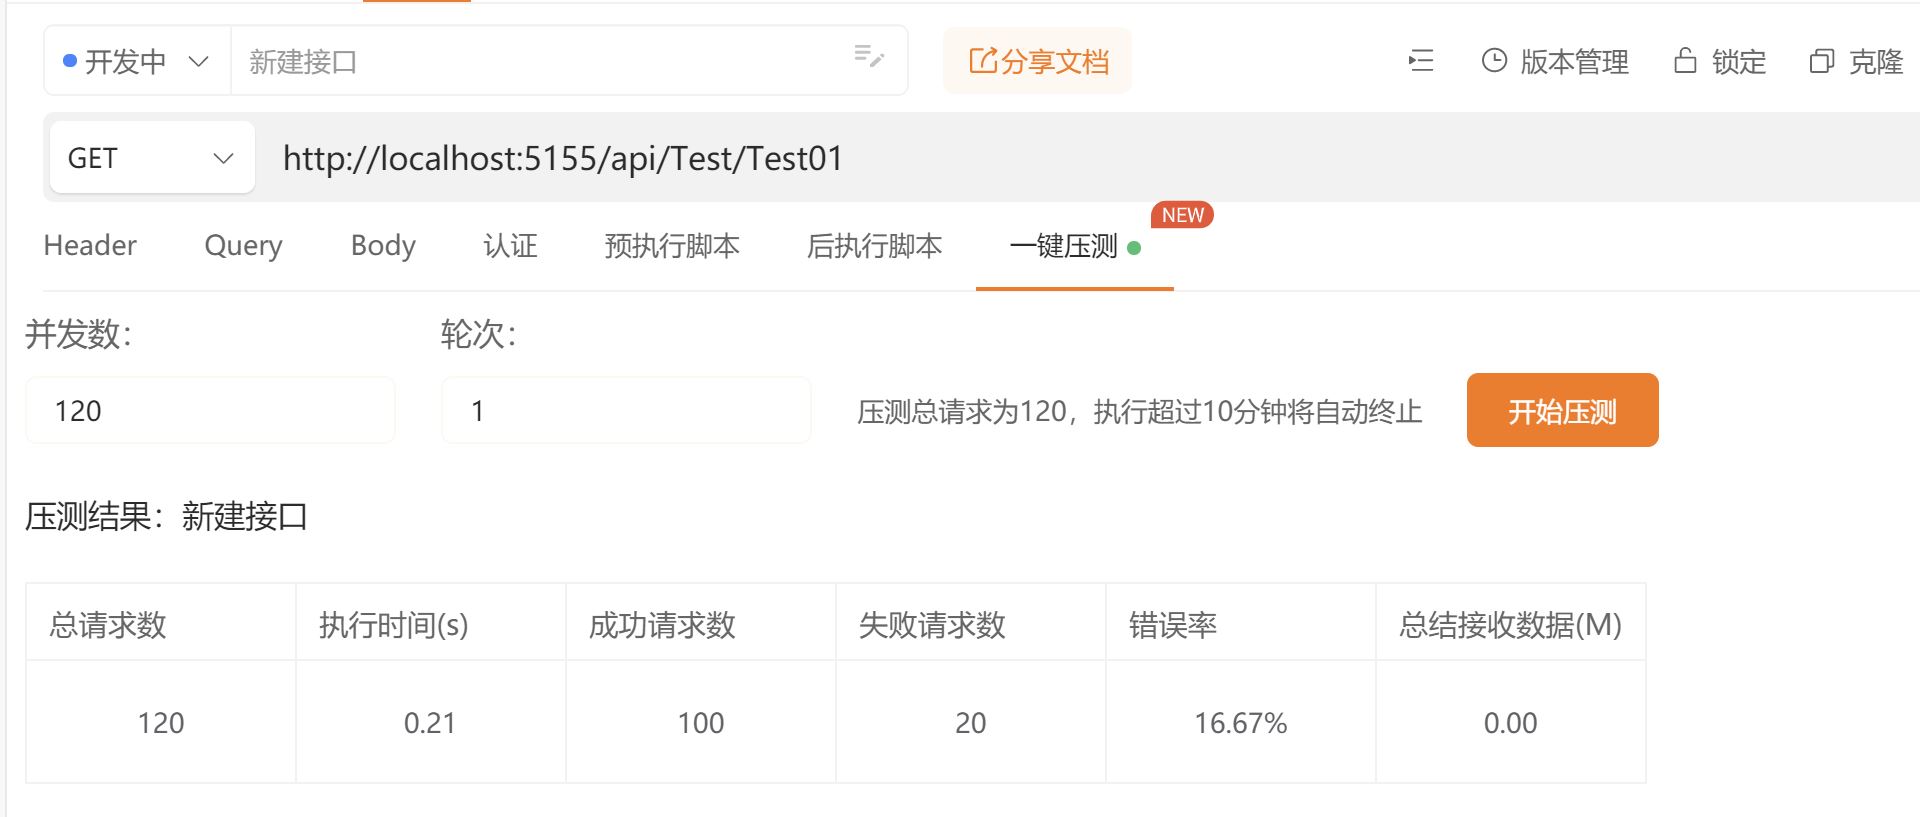 开发中 新建接口 分享文档 版本管理 锁定 克隆
GET http://localhost:5155/api/Test/Test01
NEW
Header Query Body 认证 预执行脚本 后执行脚本 一键压测
并发数: 轮次:
120 1 压测总请求为120，执行超过10分钟将自动终止 开始压测
压测结果：新建接口
总请求数 执行时间(s) 成功请求数 失败请求数 错误率 总结接收数据(M)
120 0.21 100 20 16.67% 0.00